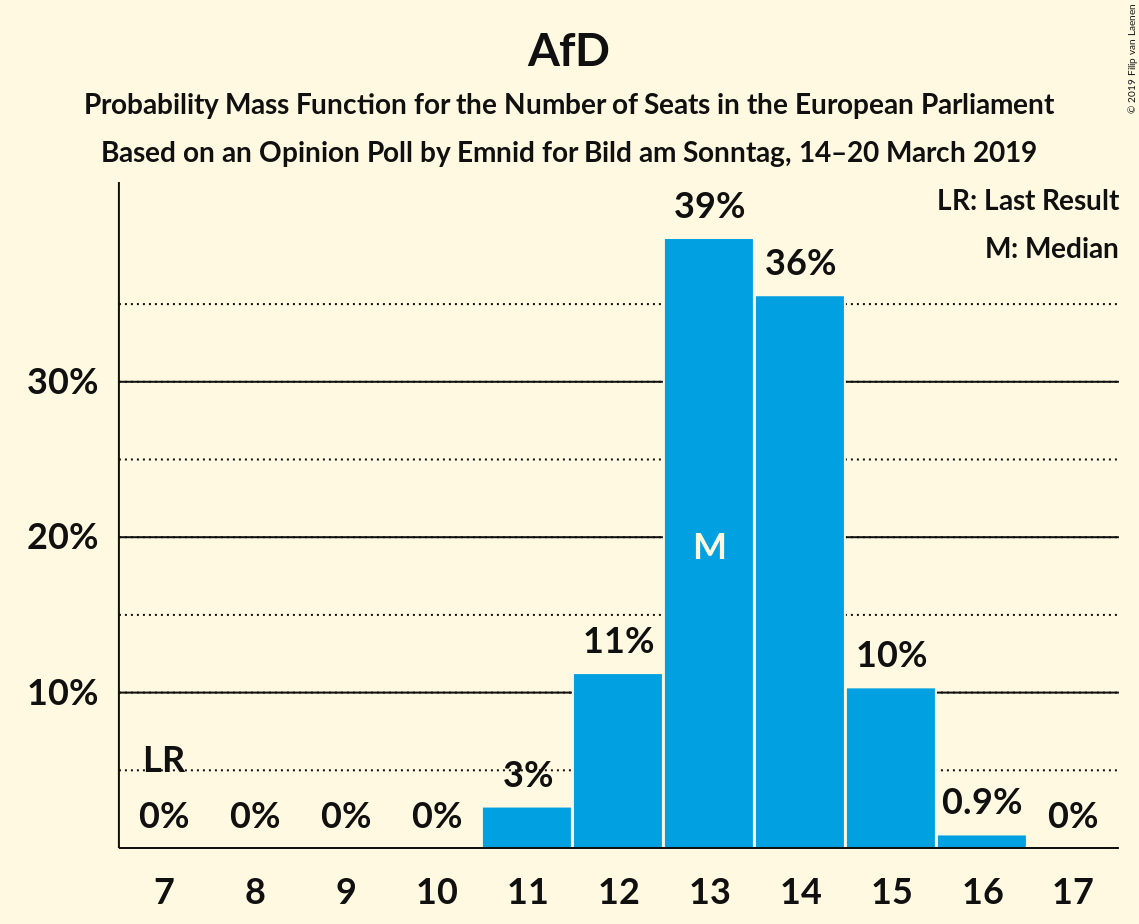 AfD
Probability Mass Function for the Number of Seats in the European Parliament
Based on an Opinion Poll by Emnid for Bild am Sonntag, 14–20 March 2019
© 2019 Filip van Laenen
LR: Last Result
M: Median
39%
36%
30%
20%
M
11%
10%
10%
LR
3%
0%
0%
0%
0%
0.9%
0%
7 8 9 10 11 12 13 14 15 16 17